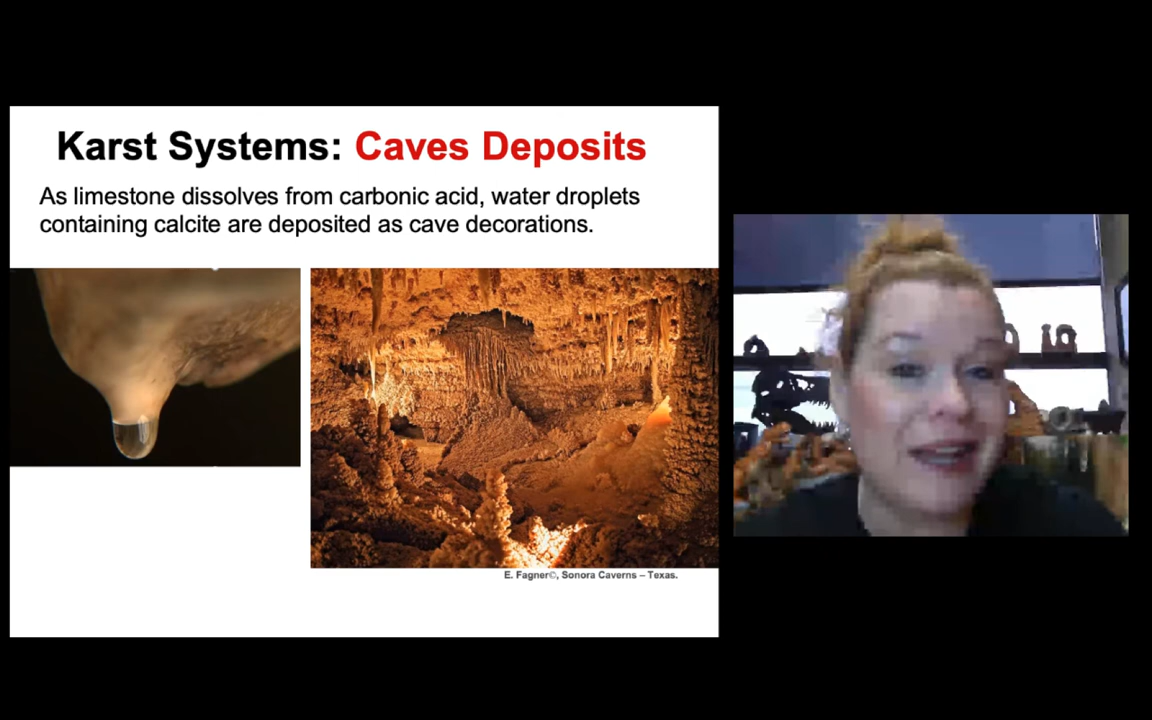 Karst Systems: Caves Deposits
As limestone dissolves from carbonic acid, water droplets
containing calcite are deposited as cave decorations.
E. Fagner©, Sonora Caverns – Texas.